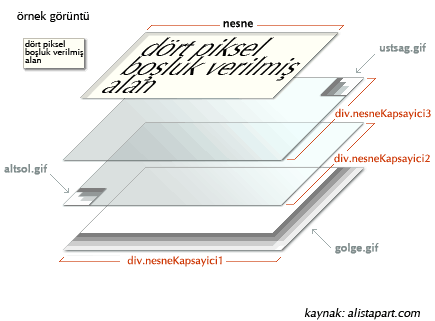 örnek görüntü
nesne
dört piksel
boşluk verilmiş
alan
dört piksel
boşluk verilmiş
alan
ustsag.gif
div.nesneKapsayici3
div.nesneKapsayici2
altsol.gif
golge.gif
div.nesneKapsayici1
kaynak: alistapart.com